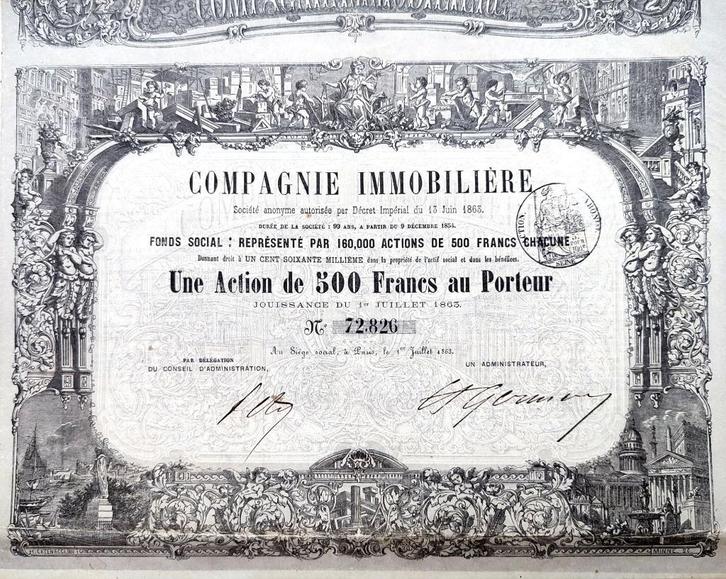 COMPAGNIE IMMOBILIÈRE
COMPAGNIE IMMOBILIÈRE
Société anonyme autorisée par Décret Impérial du 13 Juin 1863.
DURÉE DE LA SOCIÉTÉ : 99 ANS, A PARTIR DU 9 DÉCEMBRE 1854.
FONDS SOCIAL : REPRÉSENTÉ PAR 160,000 ACTIONS DE 500 FRANCS CHACUNE
Donnant droit à UN CENT SOIXANTE MILLIÈME dans la propriété de l'actif social et dans les bénéfices.
Une Action de 500 Francs au Porteur
JOUISSANCE DU 1er JUILLET 1863.
No 72.826
Au Siège social, à Paris, le 1er Juillet 1863.
PAR DÉLÉGATION
DU CONSEIL D'ADMINISTRATION,
UN ADMINISTRATEUR,